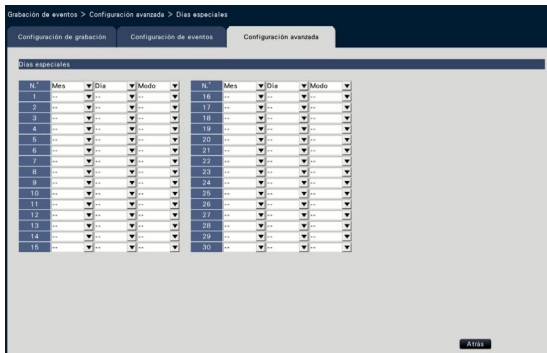 Grabación de eventos > Configuración avanzada > Días especiales
Configuración de grabación Configuración de eventos Configuración avanzada
Días especiales
N.° Mes Día Modo N.° Mes Día Modo
1 -- -- -- 16 -- -- --
2 -- -- -- 17 -- -- --
3 -- -- -- 18 -- -- --
4 -- -- -- 19 -- -- --
5 -- -- -- 20 -- -- --
6 -- -- -- 21 -- -- --
7 -- -- -- 22 -- -- --
8 -- -- -- 23 -- -- --
9 -- -- -- 24 -- -- --
10 -- -- -- 25 -- -- --
11 -- -- -- 26 -- -- --
12 -- -- -- 27 -- -- --
13 -- -- -- 28 -- -- --
14 -- -- -- 29 -- -- --
15 -- -- -- 30 -- -- --
Atrás